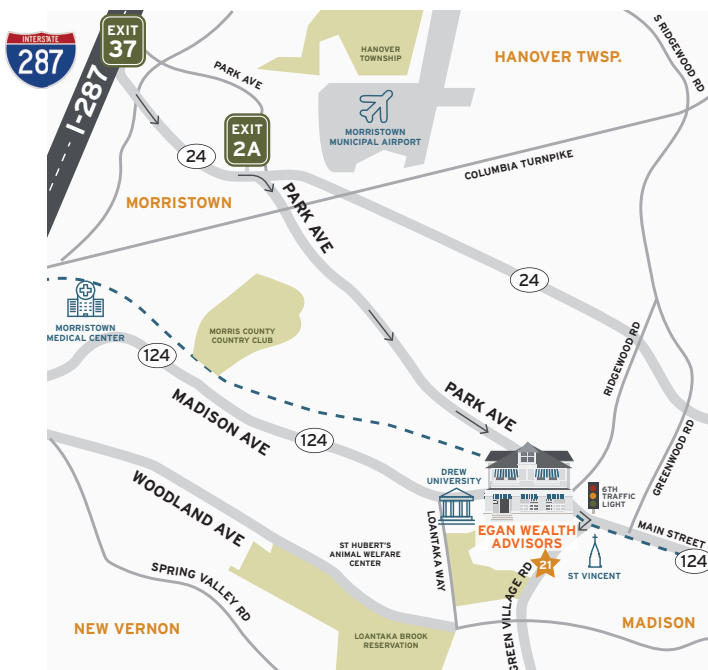 INTERSTATE
287
EXIT
37
I-287
PARK AVE
HANOVER
TOWNSHIP
HANOVER TWSP.
S RIDGEWOOD RD
EXIT
2A
24
MORRISTOWN
MUNICIPAL AIRPORT
COLUMBIA TURNPIKE
MORRISTOWN
PARK AVE
24
MORRISTOWN
MEDICAL CENTER
MORRIS COUNTY
COUNTRY CLUB
124
MADISON AVE
124
RIDGEWOOD RD
PARK AVE
GREENWOOD RD
DREW
UNIVERSITY
6TH
TRAFFIC
LIGHT
WOODLAND AVE
LOANTAKA WAY
EGAN WEALTH
ADVISORS
MAIN STREET
124
ST HUBERT'S
ANIMAL WELFARE
CENTER
21
ST VINCENT
SPRING VALLEY RD
GREEN VILLAGE RD
NEW VERNON
LOANTAKA BROOK
RESERVATION
MADISON